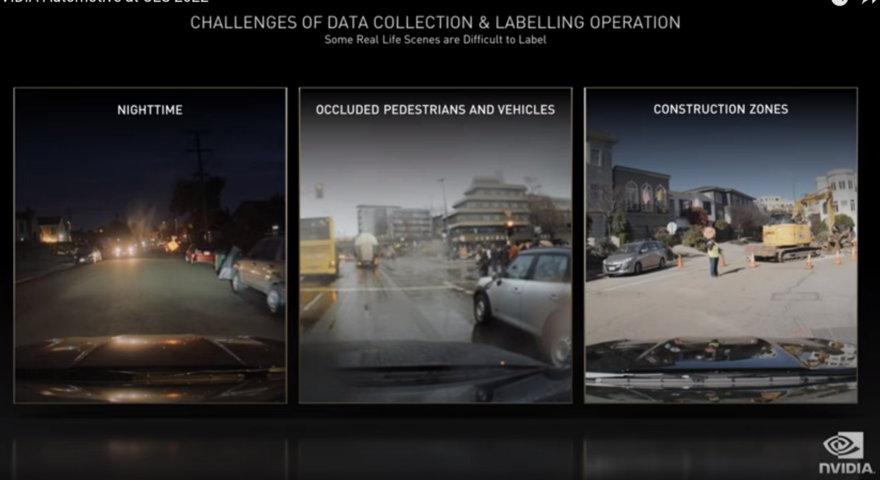 CHALLENGES OF DATA COLLECTION & LABELLING OPERATION
Some Real Life Scenes are Difficult to Label
NIGHTTIME
OCCLUDED PEDESTRIANS AND VEHICLES
CONSTRUCTION ZONES
NVIDIA